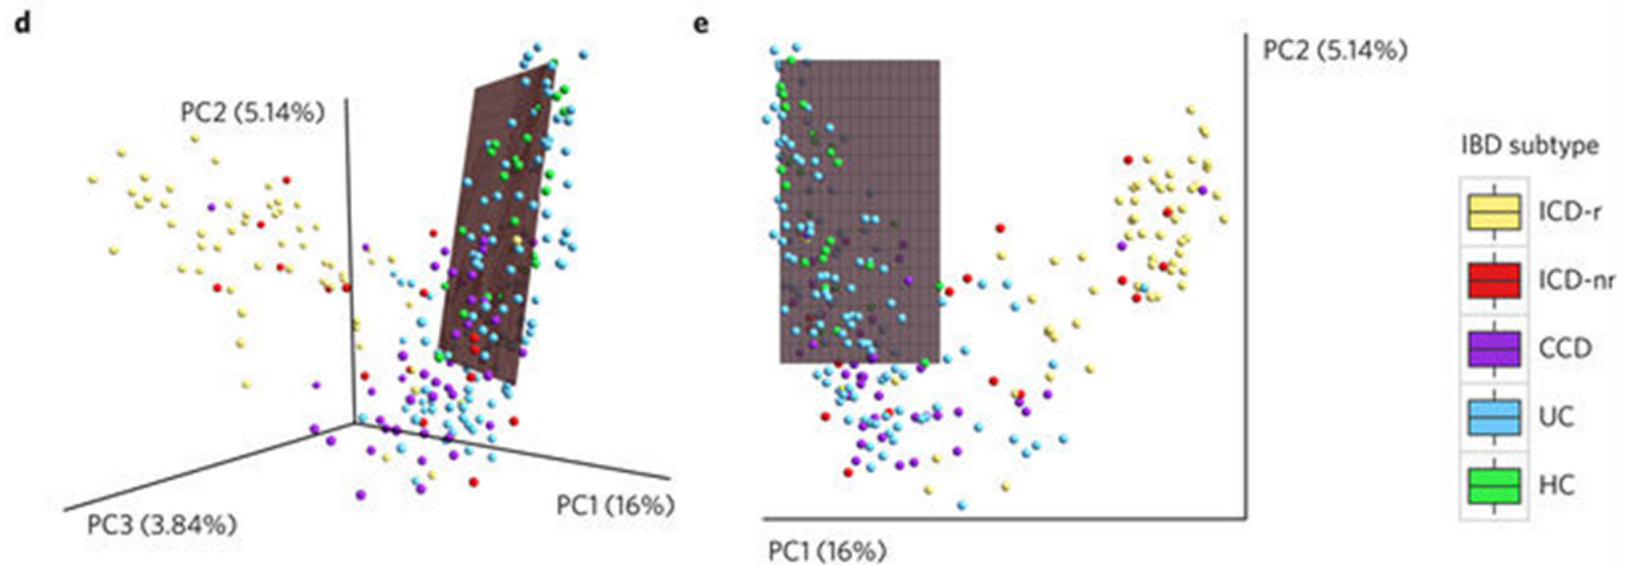 d
PC2 (5.14%)
PC3 (3.84%)
PC1 (16%)
e
PC2 (5.14%)
PC1 (16%)
IBD subtype
ICD-r
ICD-nr
CCD
UC
HC